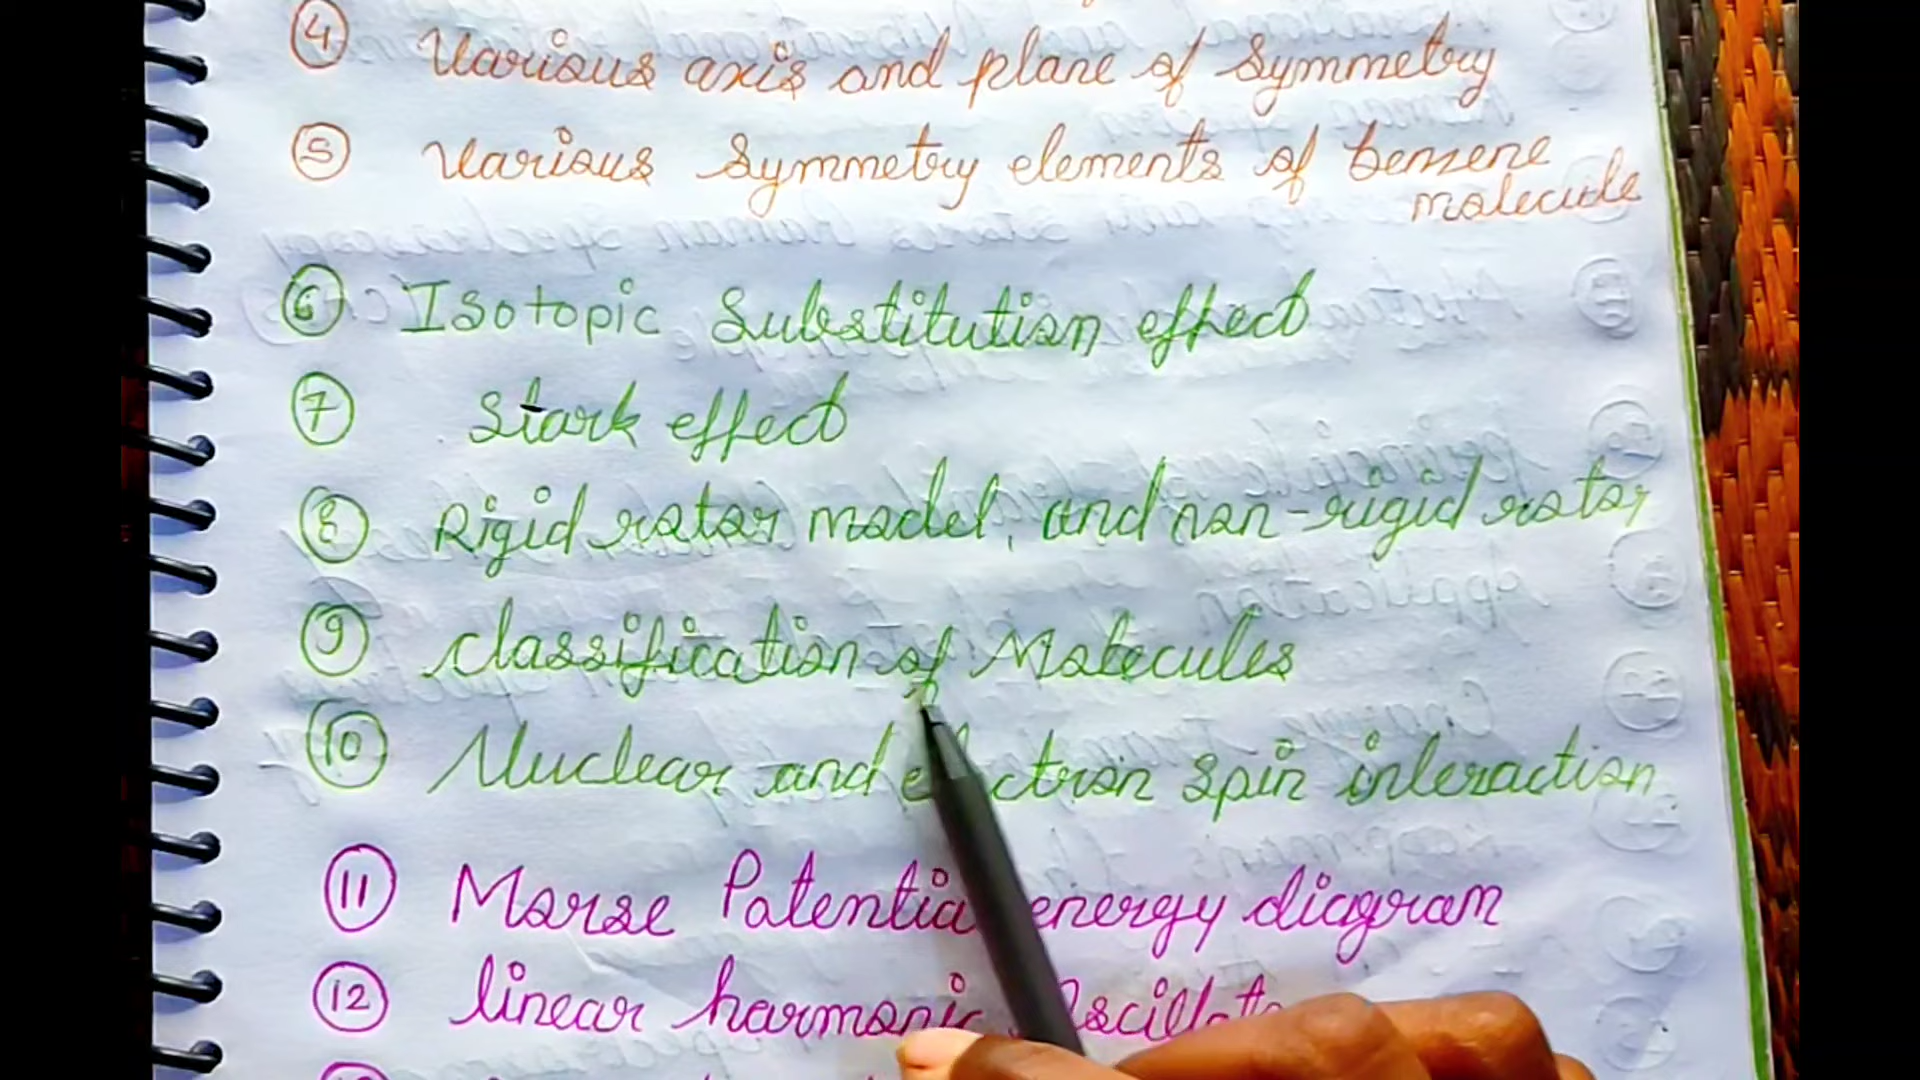 4 Various axis and plane of Symmetry
5 Various Symmetry elements of benzene
molecule
6 Isotopic Substitution effect
7 Stark effect
8 Rigid rotor model, and non-rigid rotor
9 classification of Molecules
10 Nuclear and electron spin interaction
11 Morse Potential energy diagram
12 linear harmonic Oscillator